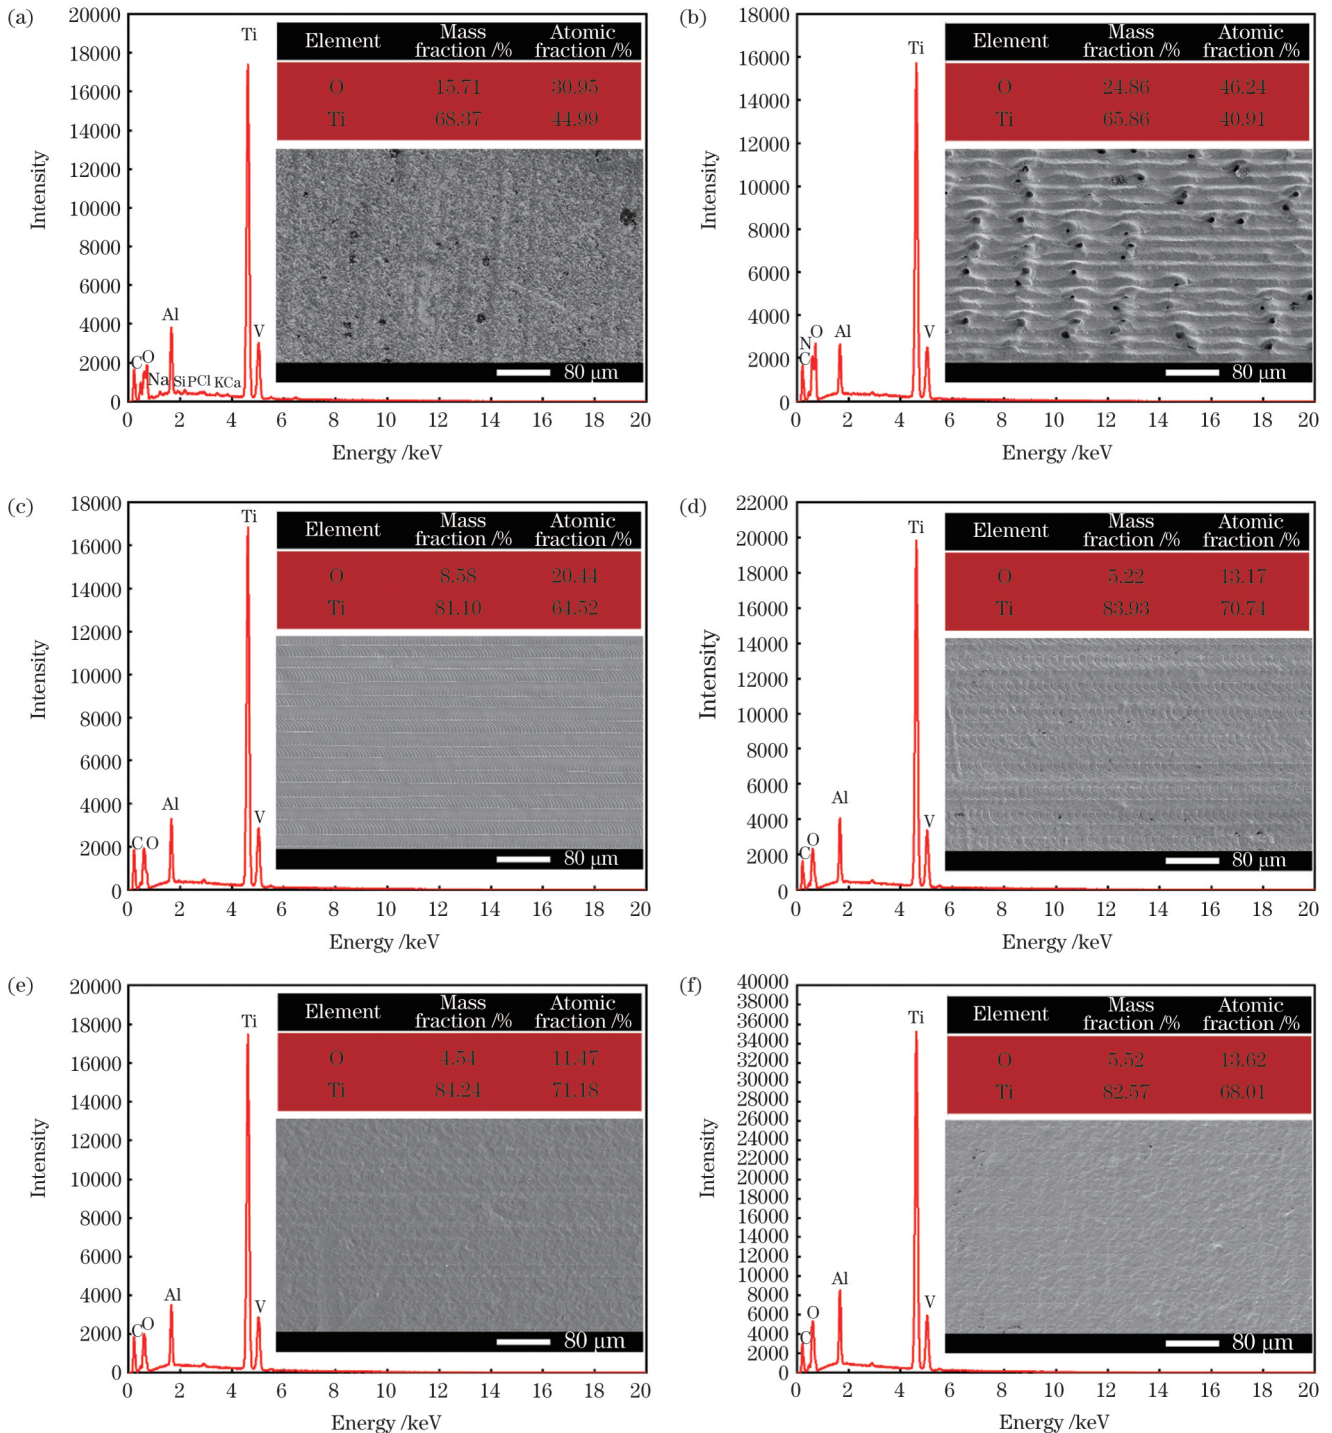 (a)
20000
18000
16000
14000
12000
10000
8000
6000
4000
2000
0
Intensity
Ti
Al
V
C
O
Na
Si
P
Cl
K
Ca
Element Mass fraction /% Atomic fraction /%
O 15.71 30.95
Ti 68.37 44.99
80 μm
0 2 4 6 8 10 12 14 16 18 20
Energy /keV
(b)
18000
16000
14000
12000
10000
8000
6000
4000
2000
0
Intensity
Ti
N
O
C
Al
V
Element Mass fraction /% Atomic fraction /%
O 24.86 46.24
Ti 65.86 40.91
80 μm
0 2 4 6 8 10 12 14 16 18 20
Energy /keV
(c)
18000
16000
14000
12000
10000
8000
6000
4000
2000
0
Intensity
Ti
Al
V
C O
Element Mass fraction /% Atomic fraction /%
O 8.58 20.44
Ti 81.10 64.52
80 μm
0 2 4 6 8 10 12 14 16 18 20
Energy /keV
(d)
22000
20000
18000
16000
14000
12000
10000
8000
6000
4000
2000
0
Intensity
Ti
Al
V
O
C
Element Mass fraction /% Atomic fraction /%
O 5.22 13.17
Ti 83.93 70.74
80 μm
0 2 4 6 8 10 12 14 16 18 20
Energy /keV
(e)
20000
18000
16000
14000
12000
10000
8000
6000
4000
2000
0
Intensity
Ti
Al
V
C O
Element Mass fraction /% Atomic fraction /%
O 4.54 11.47
Ti 84.24 71.18
80 μm
0 2 4 6 8 10 12 14 16 18 20
Energy /keV
(f)
40000
38000
36000
34000
32000
30000
28000
26000
24000
22000
20000
18000
16000
14000
12000
10000
8000
6000
4000
2000
0
Intensity
Ti
Al
V
O
C
Element Mass fraction /% Atomic fraction /%
O 5.52 13.62
Ti 82.57 68.01
80 μm
0 2 4 6 8 10 12 14 16 18 20
Energy /keV